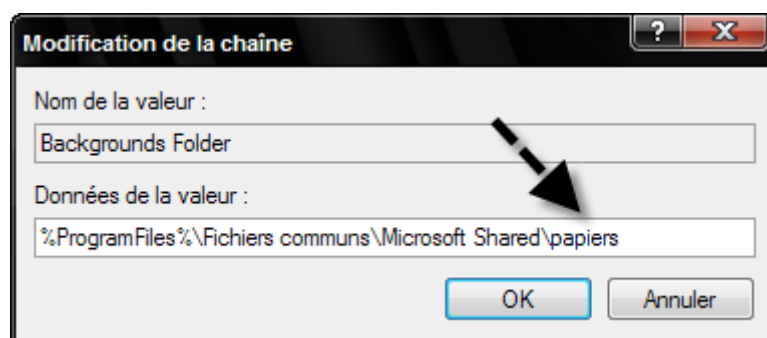 Modification de la chaîne
Nom de la valeur :
Backgrounds Folder
Données de la valeur :
%ProgramFiles%\Fichiers communs\Microsoft Shared\papiers
OK Annuler